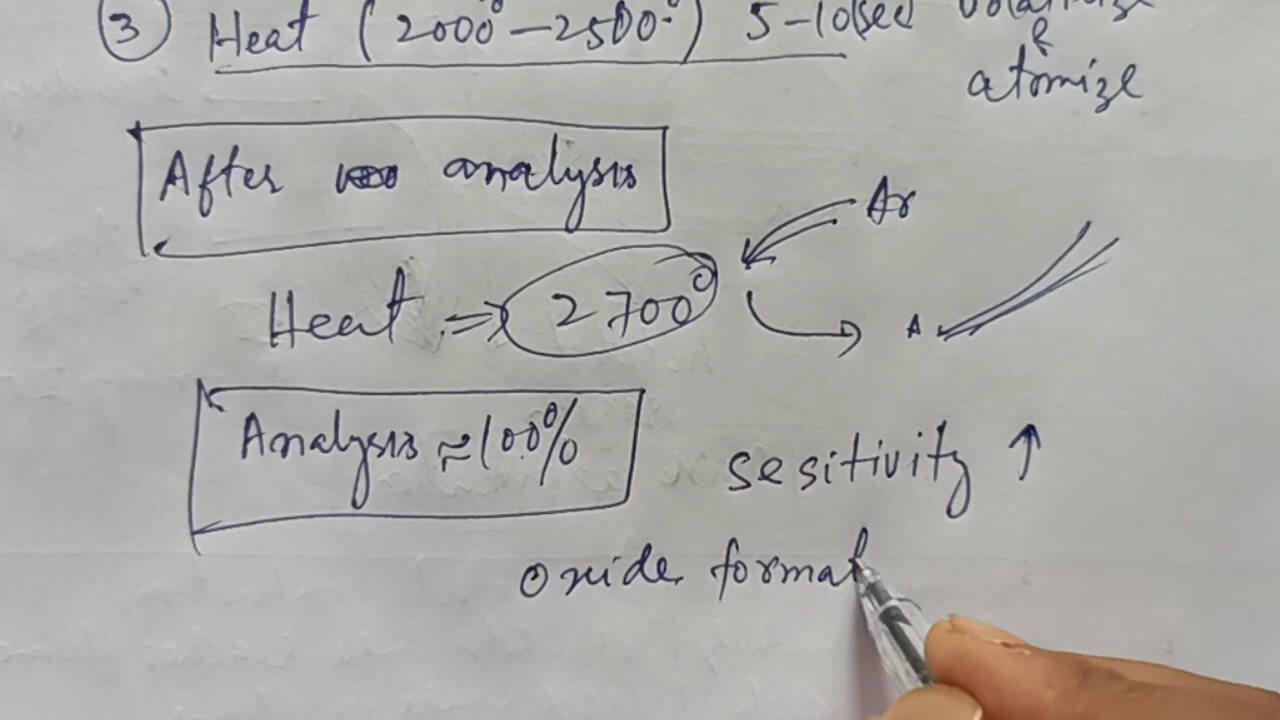 ③ Heat (2000° - 2500°) 5-10sec
&
atomize
After analysis
Ar
Heat ⇒ 2700°
A
Analysis ≈ 100%
sesitivity ↑
oxide format